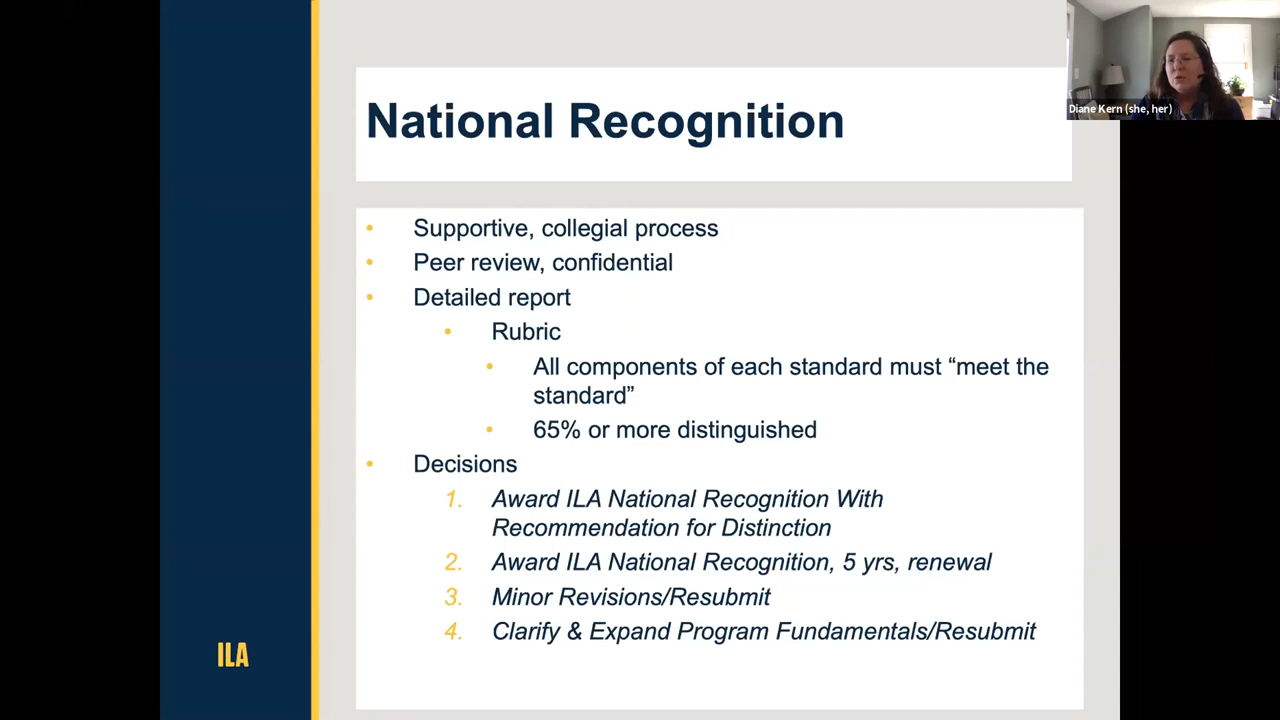 Diane Kern (she, her)
National Recognition
• Supportive, collegial process
• Peer review, confidential
• Detailed report
• Rubric
• All components of each standard must “meet the
standard”
• 65% or more distinguished
• Decisions
1. Award ILA National Recognition With
Recommendation for Distinction
2. Award ILA National Recognition, 5 yrs, renewal
3. Minor Revisions/Resubmit
4. Clarify & Expand Program Fundamentals/Resubmit
ILA